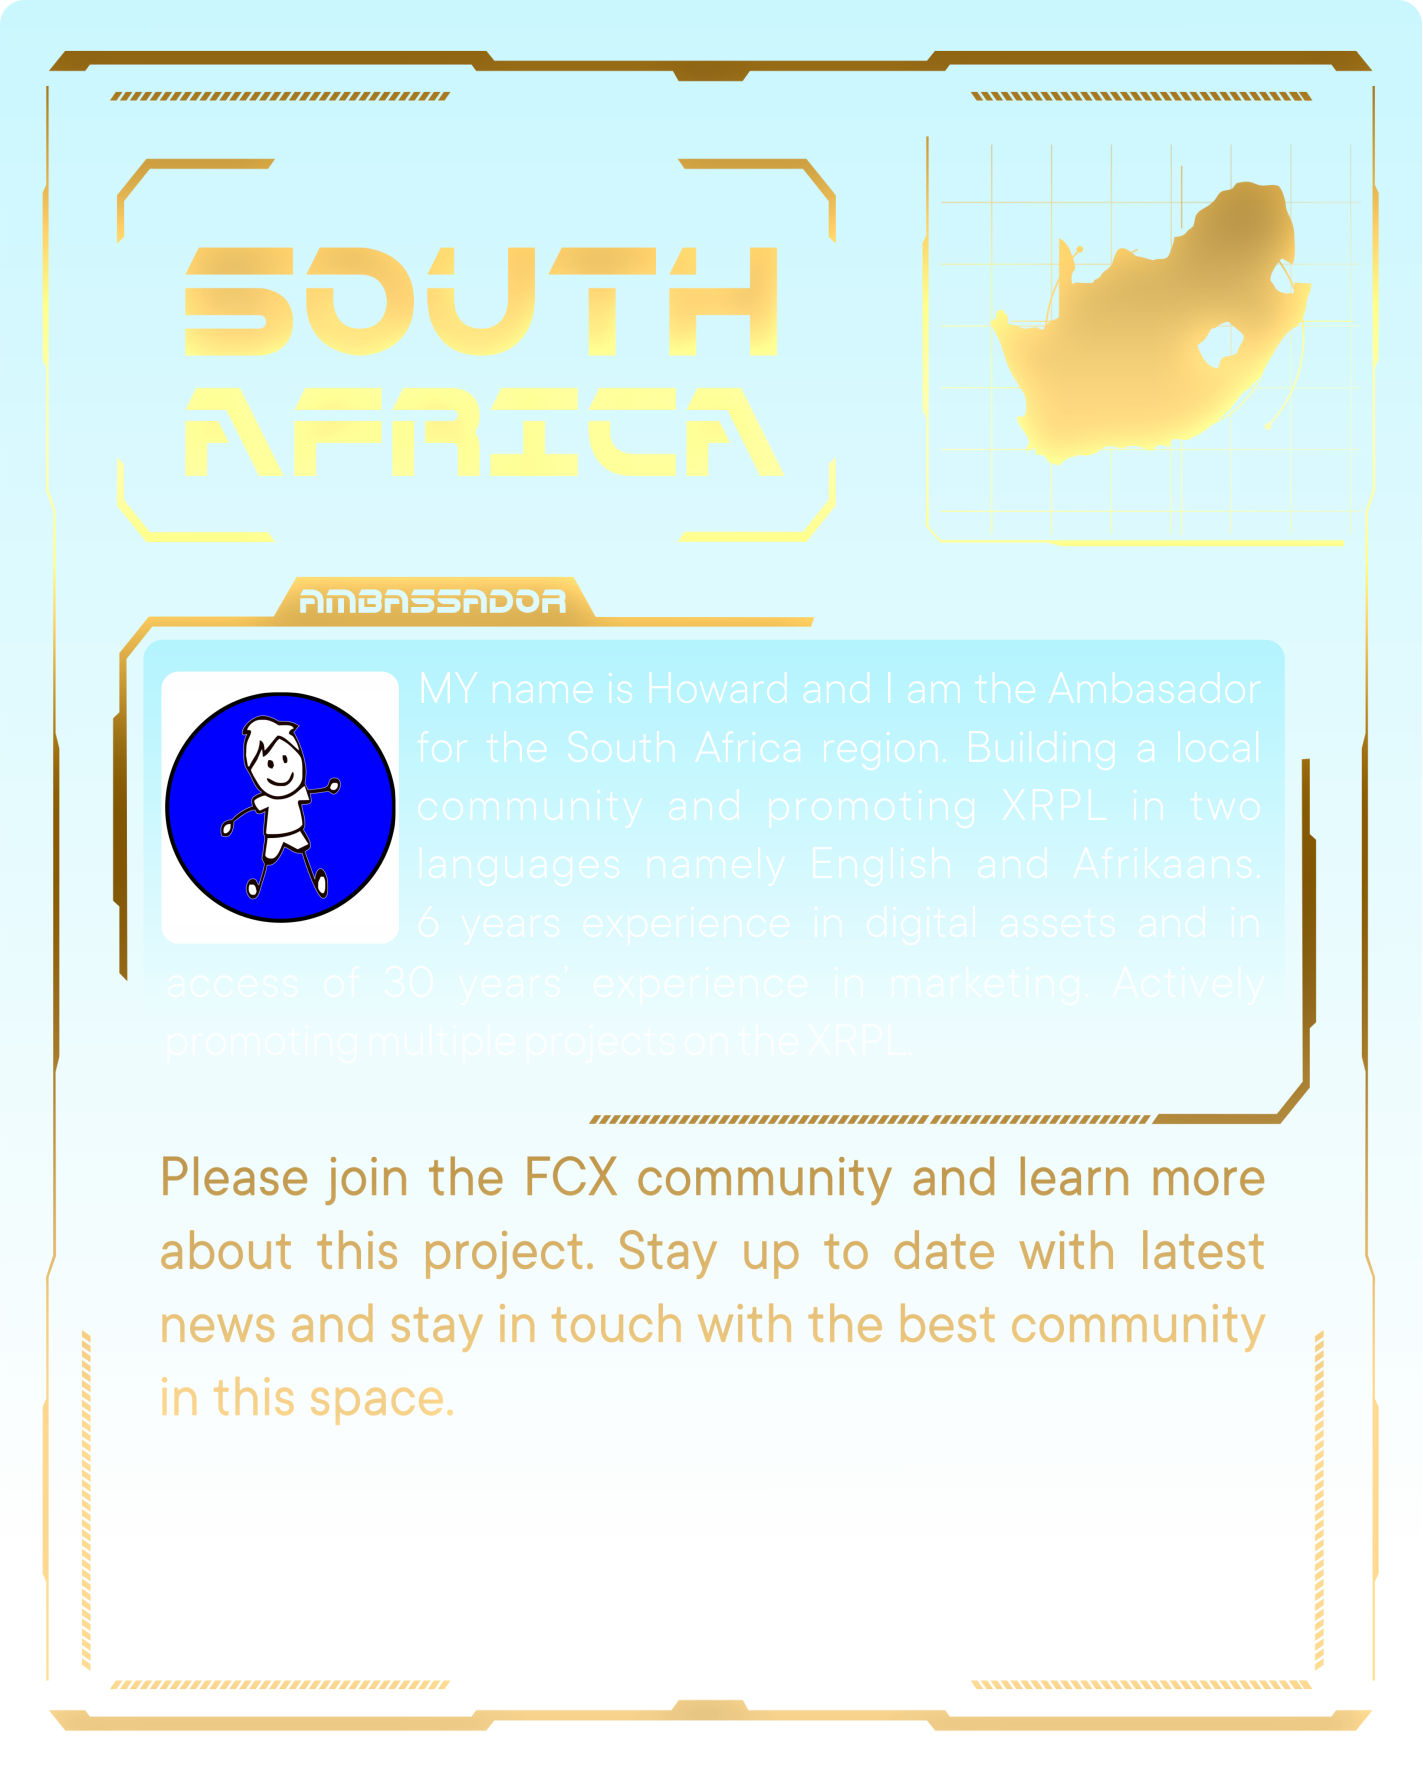 SOUTH
AFRICA
AMBASSADOR
MY name is Howard and I am the Ambasador
for the South Africa region. Building a local
community and promoting XRPL in two
languages namely English and Afrikaans.
6 years experience in digital assets and in
access of 30 years' experience in marketing. Actively
promoting multiple projects on the XRPL.
Please join the FCX community and learn more
about this project. Stay up to date with latest
news and stay in touch with the best community
in this space.